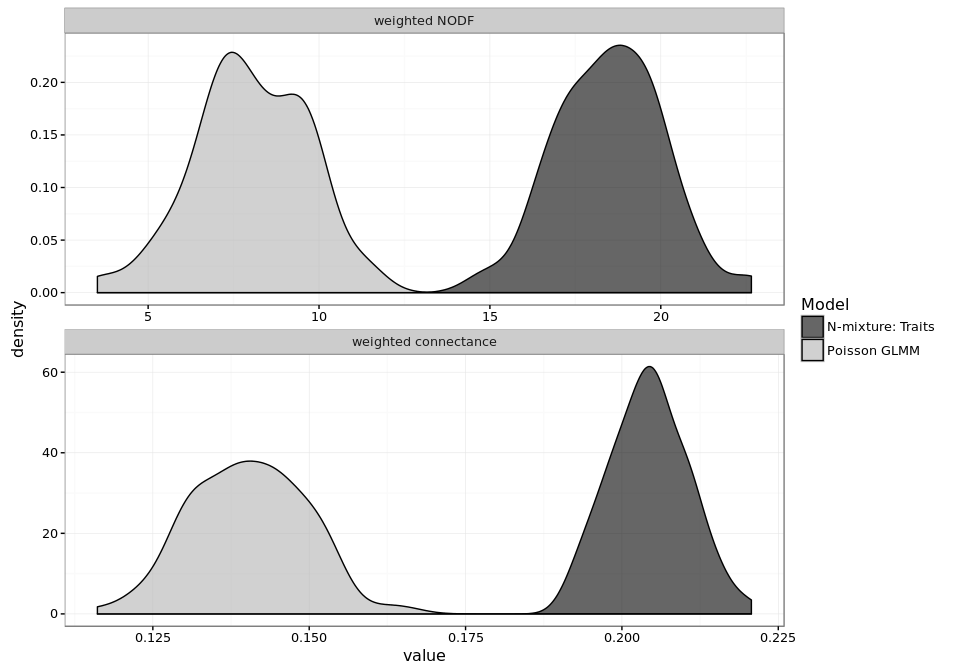 weighted NODF
0.20
0.15
0.10
0.05
0.00
5 10 15 20
weighted connectance
60
40
20
0
0.125 0.150 0.175 0.200 0.225
value
density
Model
N-mixture: Traits
Poisson GLMM